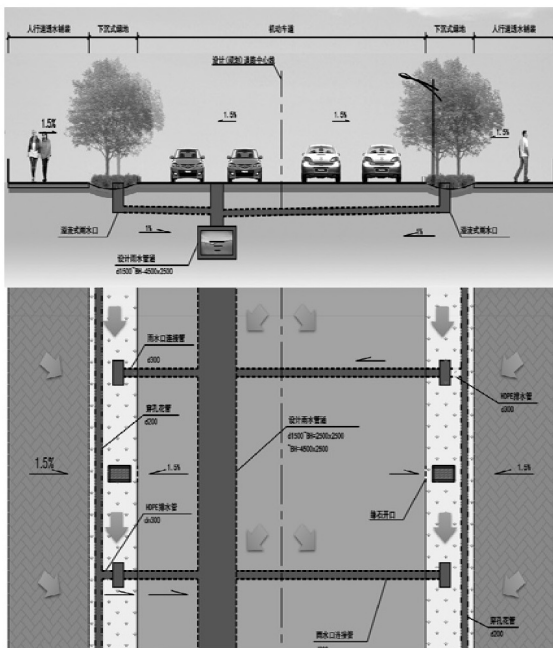 人行道透水铺装
下沉式绿地
机动车道
下沉式绿地
人行道透水铺装
设计(规划)道路中心线
1.5%
1.5%
1.5%
1.5%
溢流式雨水口
1%
1%
溢流式雨水口
设计雨水管涵
d1500~BH=4500x2500
雨水口连接管
d300
HDPE排水管
d300
穿孔花管
d200
设计雨水管涵
d1500~BH=2500x2500
~BH=4500x2500
1.5%
1.5%
1.5%
HDPE排水管
dn300
路石开口
雨水口连接管
穿孔花管
d200